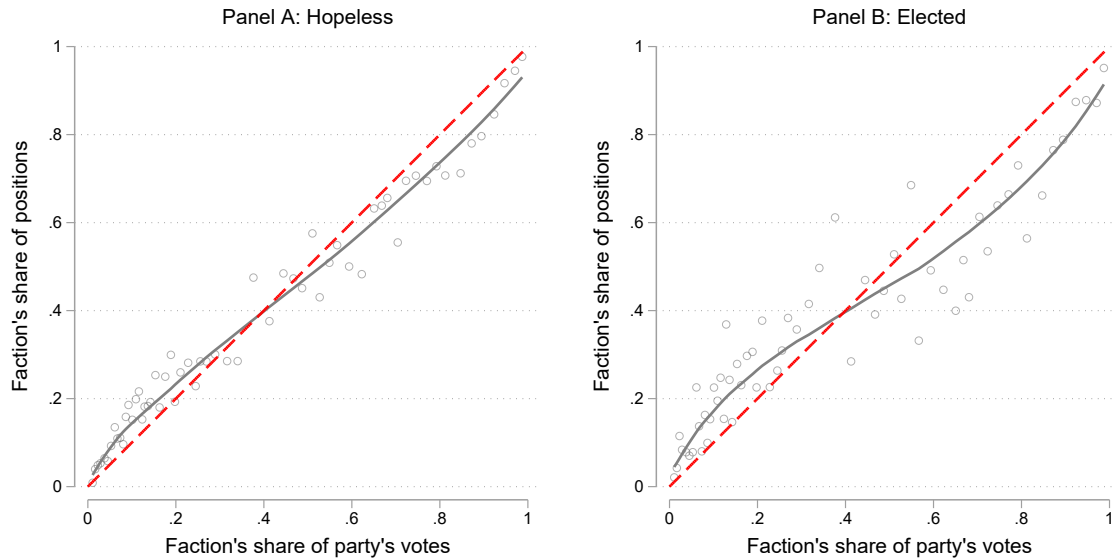 Panel A: Hopeless
Faction's share of positions
1
.8
.6
.4
.2
0
0 .2 .4 .6 .8 1
Faction's share of party's votes
Panel B: Elected
Faction's share of positions
1
.8
.6
.4
.2
0
0 .2 .4 .6 .8 1
Faction's share of party's votes